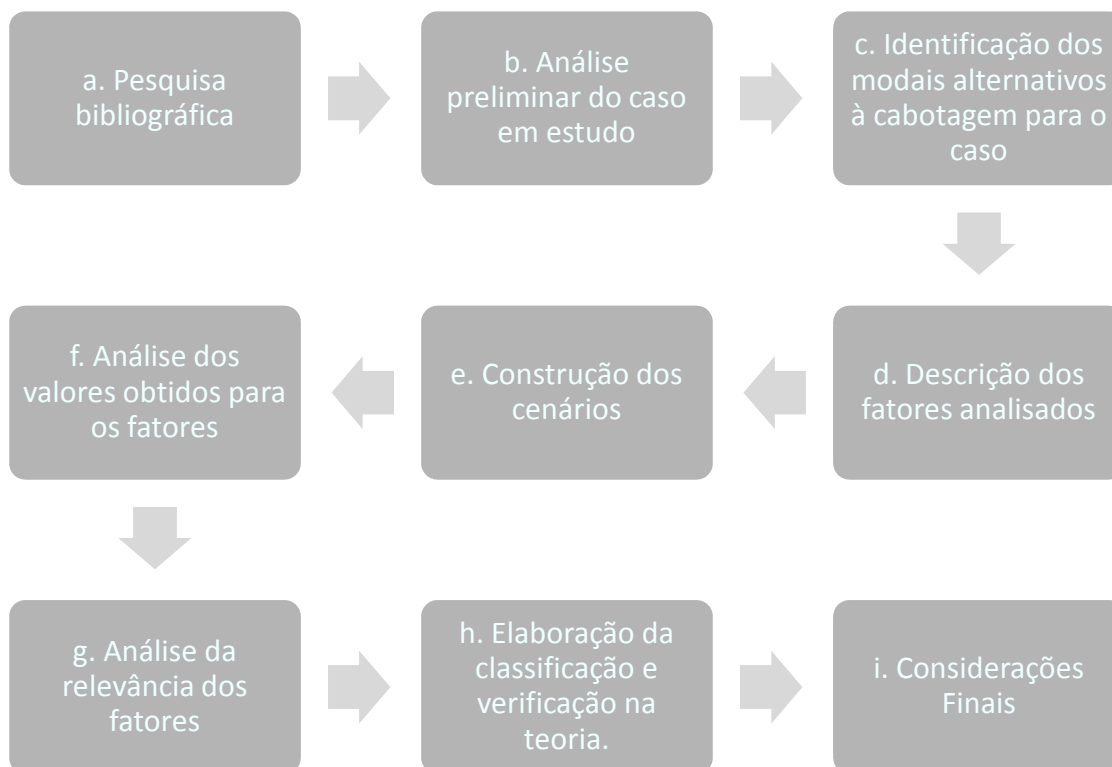 a. Pesquisa
bibliográfica
b. Análise
preliminar do caso
em estudo
c. Identificação dos
modais alternativos
à cabotagem para o
caso
d. Descrição dos
fatores analisados
e. Construção dos
cenários
f. Análise dos
valores obtidos para
os fatores
g. Análise da
relevância dos
fatores
h. Elaboração da
classificação e
verificação na
teoria.
i. Considerações
Finais